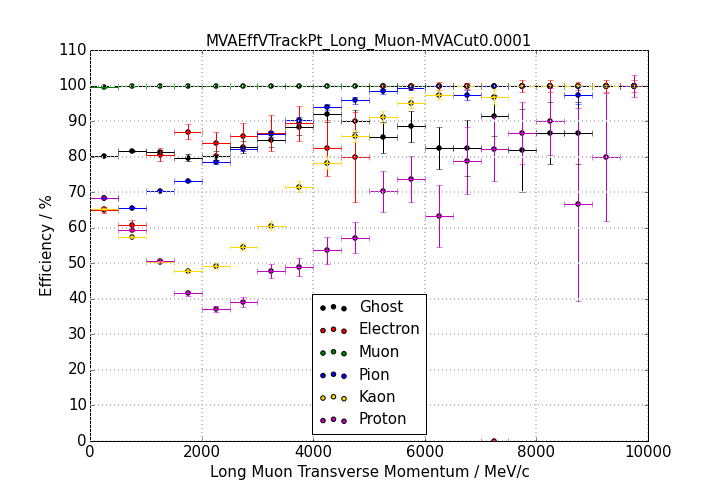 MVAEffVTrackPt_Long_Muon-MVACut0.0001
110
100
90
80
70
60
50
40
30
20
10
0
Efficiency / %
Ghost
Electron
Muon
Pion
Kaon
Proton
0 2000 4000 6000 8000 10000
Long Muon Transverse Momentum / MeV/c